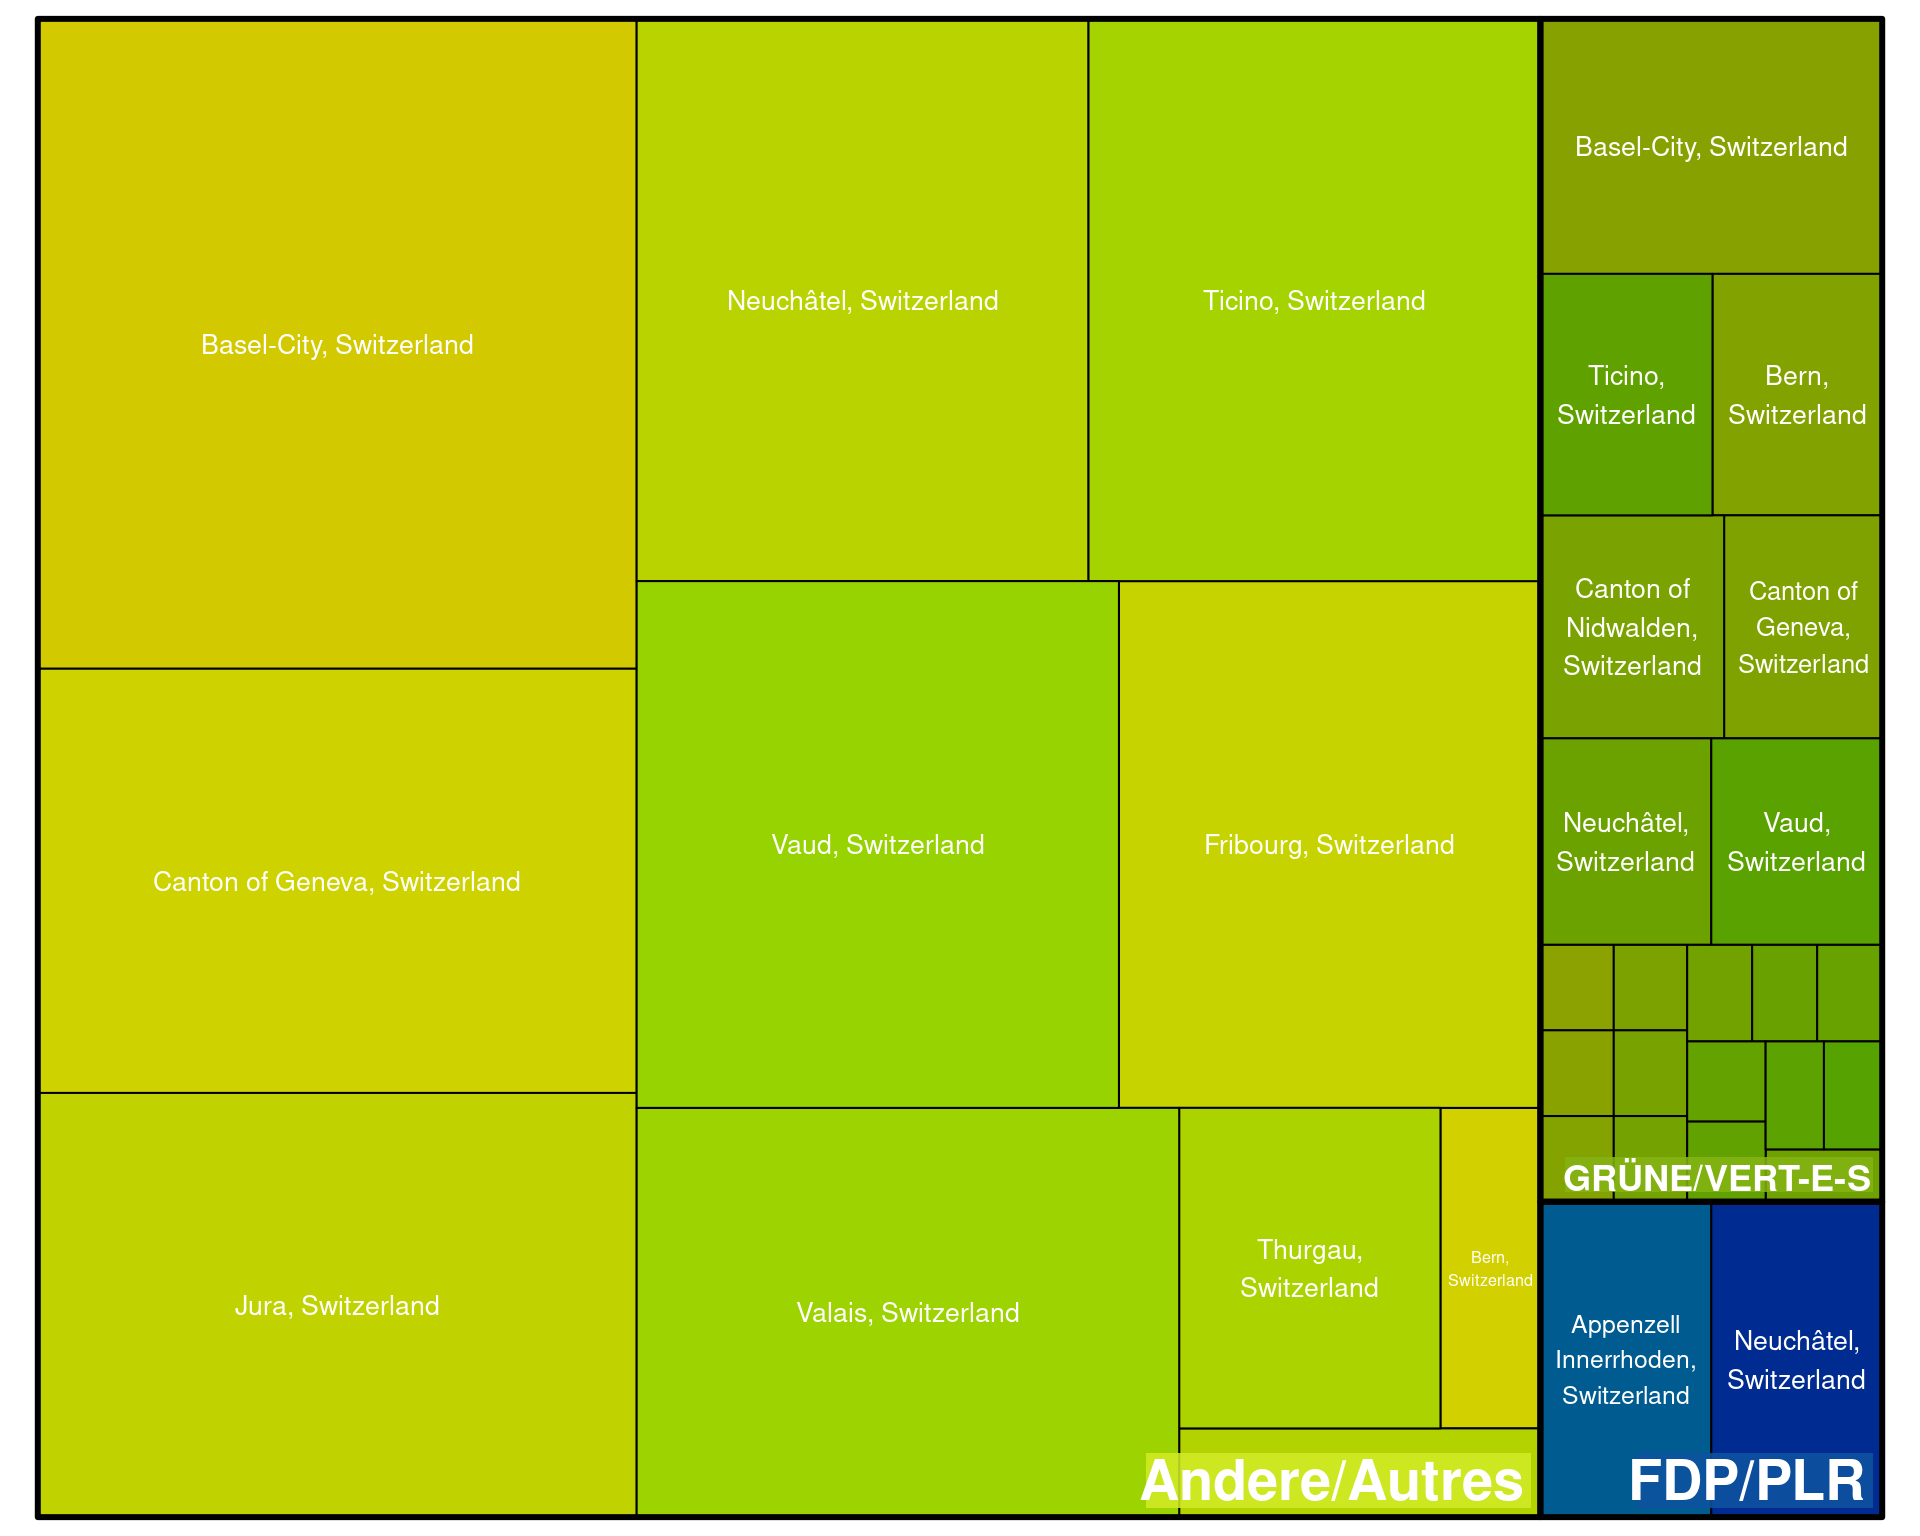 Basel-City, Switzerland
Canton of Geneva, Switzerland
Jura, Switzerland
Neuchâtel, Switzerland
Ticino, Switzerland
Vaud, Switzerland
Fribourg, Switzerland
Valais, Switzerland
Thurgau,
Switzerland
Bern,
Switzerland
Andere/Autres
Basel-City, Switzerland
Ticino,
Switzerland
Bern,
Switzerland
Canton of
Nidwalden,
Switzerland
Canton of
Geneva,
Switzerland
Neuchâtel,
Switzerland
Vaud,
Switzerland
GRÜNE/VERT-E-S
Appenzell
Innerrhoden,
Switzerland
Neuchâtel,
Switzerland
FDP/PLR